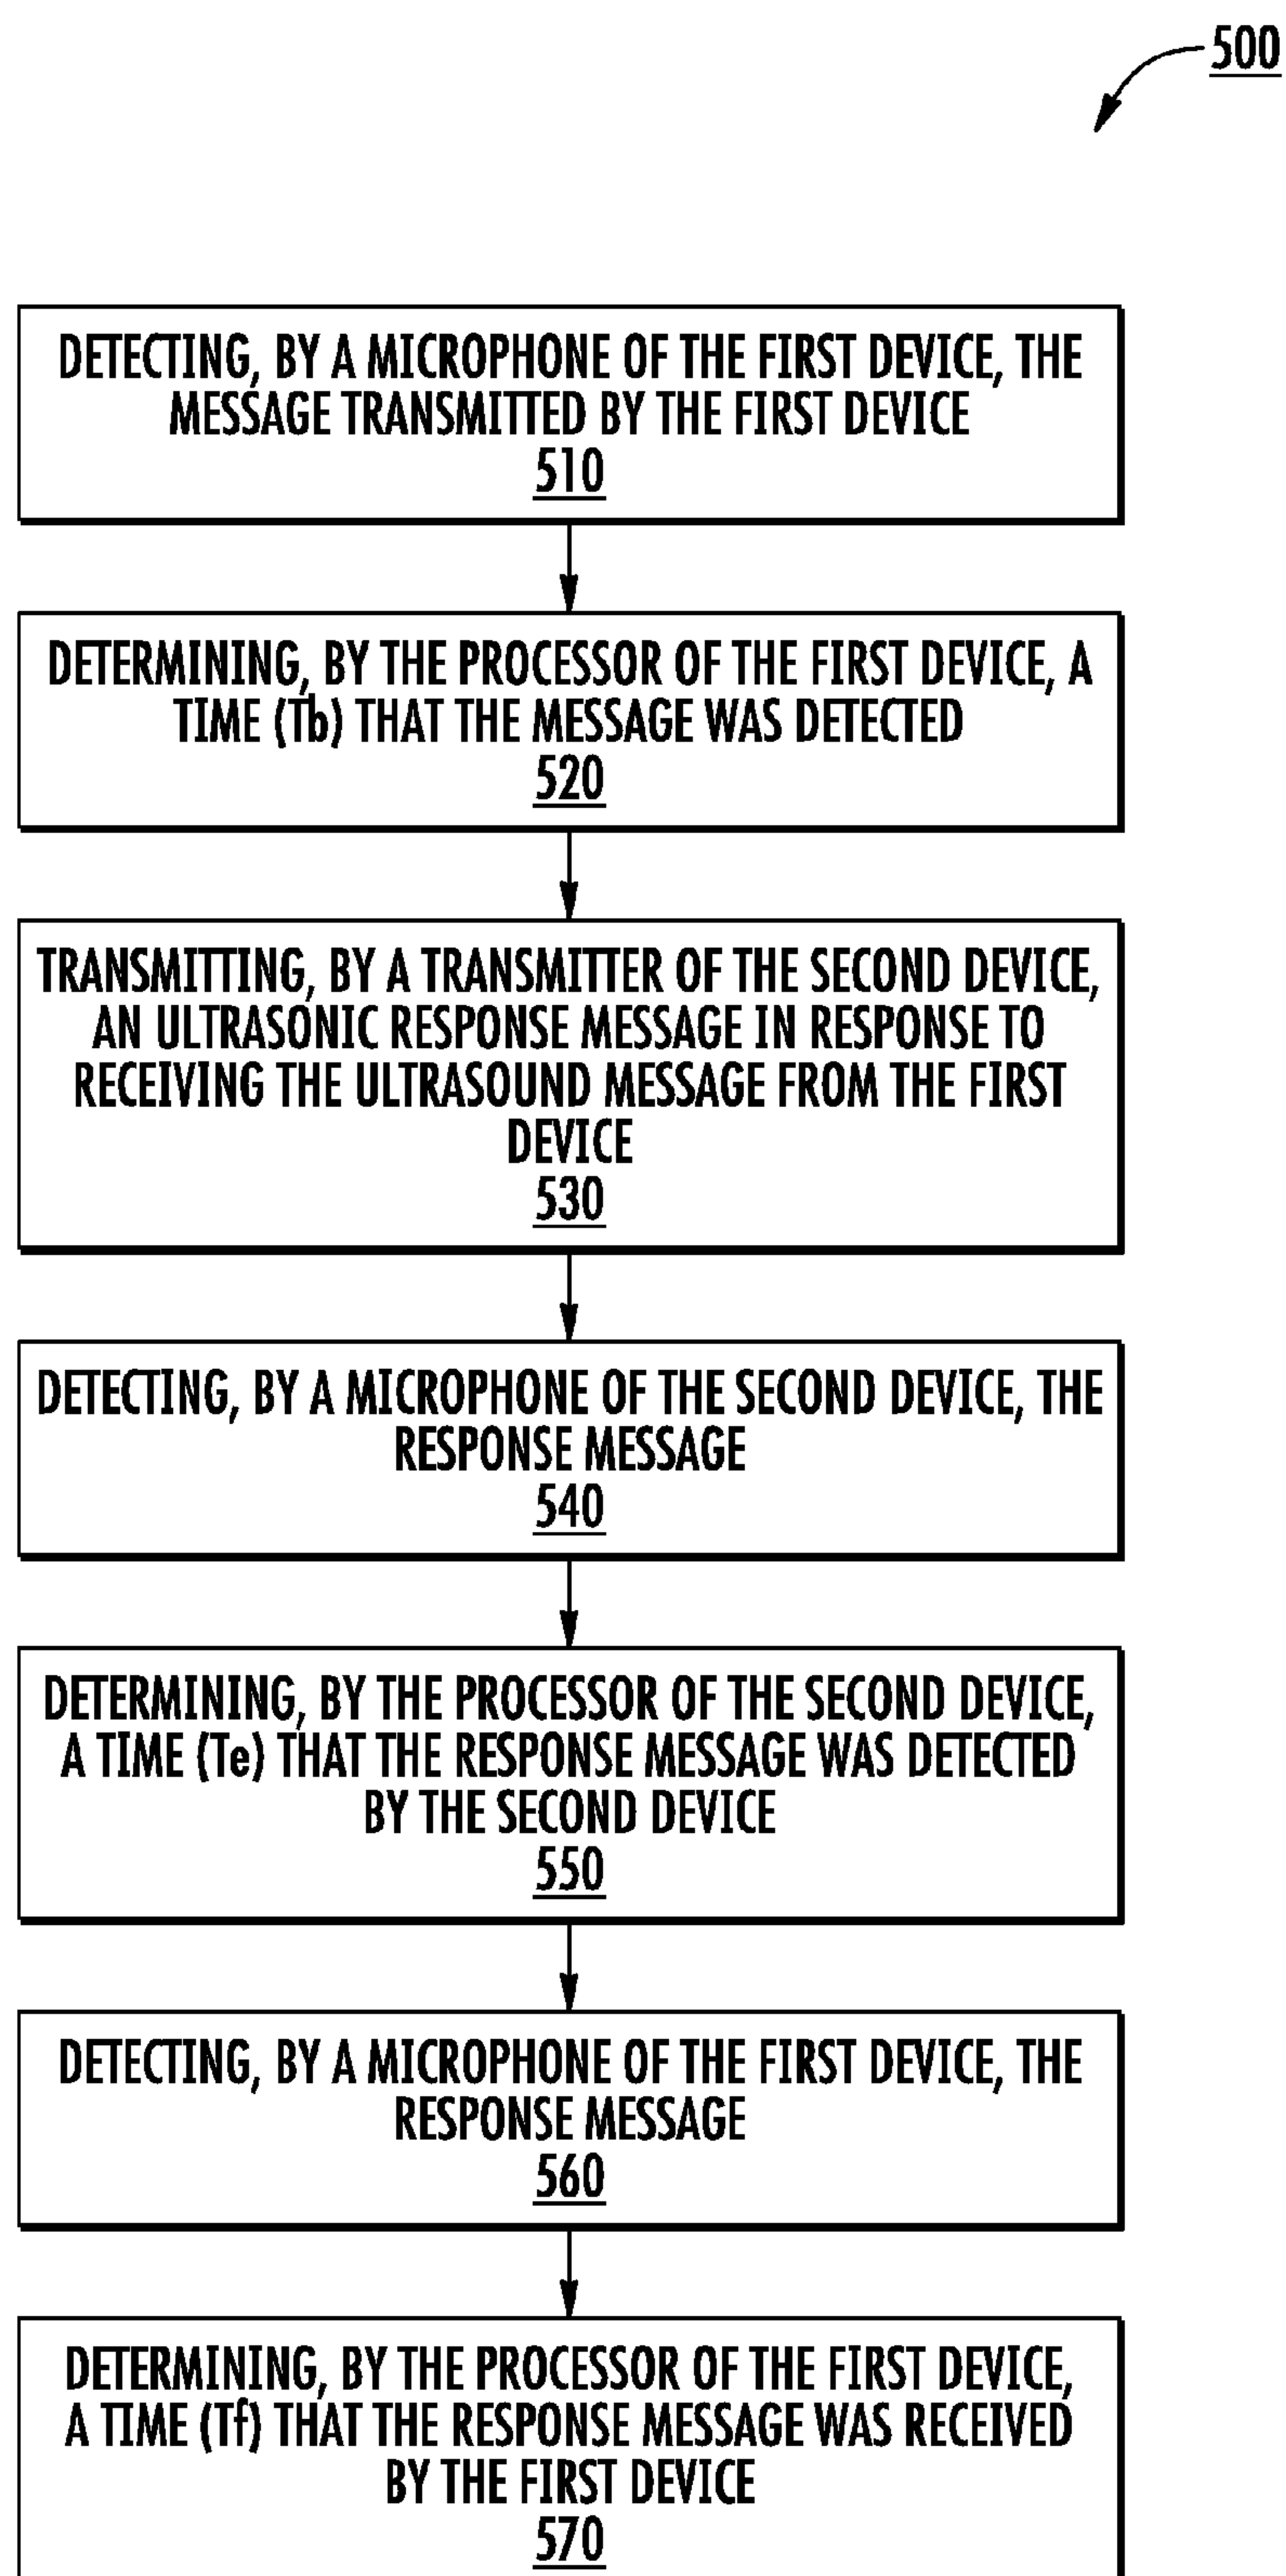 500
DETECTING, BY A MICROPHONE OF THE FIRST DEVICE, THE
MESSAGE TRANSMITTED BY THE FIRST DEVICE
510
DETERMINING, BY THE PROCESSOR OF THE FIRST DEVICE, A
TIME (Tb) THAT THE MESSAGE WAS DETECTED
520
TRANSMITTING, BY A TRANSMITTER OF THE SECOND DEVICE,
AN ULTRASONIC RESPONSE MESSAGE IN RESPONSE TO
RECEIVING THE ULTRASOUND MESSAGE FROM THE FIRST
DEVICE
530
DETECTING, BY A MICROPHONE OF THE SECOND DEVICE, THE
RESPONSE MESSAGE
540
DETERMINING, BY THE PROCESSOR OF THE SECOND DEVICE,
A TIME (Te) THAT THE RESPONSE MESSAGE WAS DETECTED
BY THE SECOND DEVICE
550
DETECTING, BY A MICROPHONE OF THE FIRST DEVICE, THE
RESPONSE MESSAGE
560
DETERMINING, BY THE PROCESSOR OF THE FIRST DEVICE,
A TIME (Tf) THAT THE RESPONSE MESSAGE WAS RECEIVED
BY THE FIRST DEVICE
570